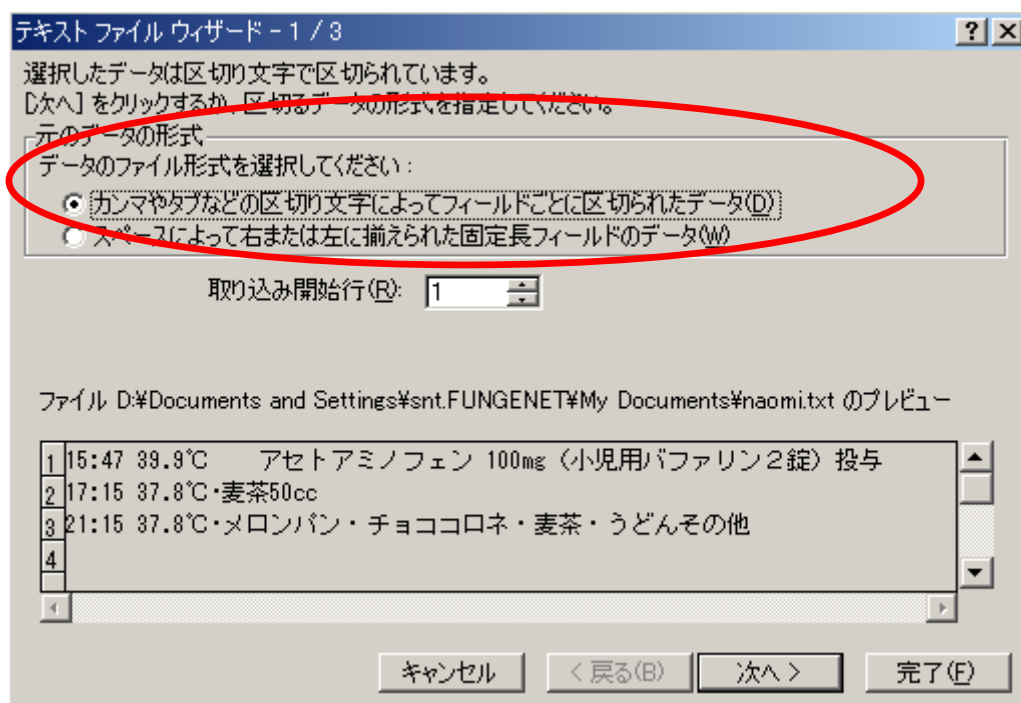 テキスト ファイル ウィザード - 1 / 3
選択したデータは区切り文字で区切られています。
[次へ] をクリックするか、区切るデータの形式を指定してください。
元のデータの形式
データのファイル形式を選択してください：
カンマやタブなどの区切り文字によってフィールドごとに区切られたデータ(D)
スペースによって右または左に揃えられた固定長フィールドのデータ(W)
取り込み開始行(R): 1
ファイル D:¥Documents and Settings¥snt.FUNGENET¥My Documents¥naomi.txt のプレビュー
1 15:47 39.9℃　　アセトアミノフェン 100mg（小児用バファリン２錠）投与
2 17:15 37.8℃・麦茶50cc
3 21:15 37.8℃・メロンパン・チョココロネ・麦茶・うどんその他
4
キャンセル < 戻る(B) 次へ > 完了(F)